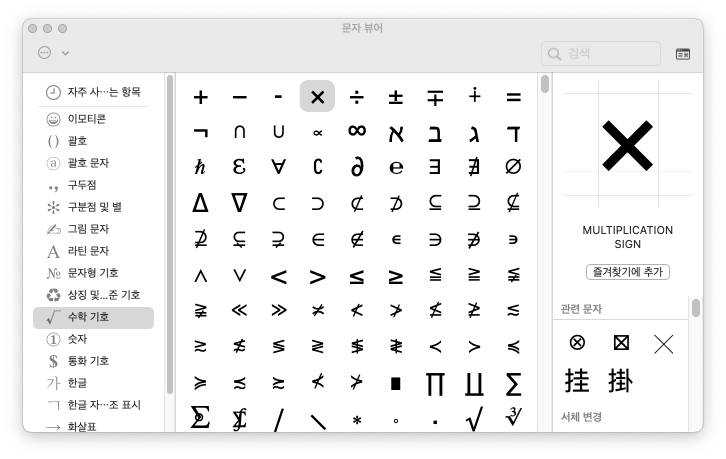 문자 뷰어
검색
자주 사⋯는 항목
이모티콘
괄호
괄호 문자
구두점
구분점 및 별
그림 문자
라틴 문자
문자형 기호
상징 및...준 기호
수학 기호
숫자
통화 기호
한글
한글 자⋯조 표시
화살표
+ − - × ÷ ± ∓ ∔ =
¬ ∩ ∪ ∝ ∞ ℵ ℶ ℷ ℸ
ℏ ℇ ∀ ∁ ∂ ℮ ∃ ∄ ∅
∆ ∇ ⊂ ⊃ ⊄ ⊅ ⊆ ⊇ ⊈
⊉ ⊊ ⊋ ∈ ∉ ∊ ∋ ∌ ∍
∧ ∨ < > ≤ ≥ ≦ ≧ ≨
≩ ≪ ≫ ≭ ≮ ≯ ≰ ≱ ≲
≳ ≴ ≶ ≷ ≸ ≹ ≺ ≻ ≼
≽ ≾ ≿ ⊀ ⊁ ∎ ∏ ∐ ∑
/ ∖ ∗ ∘ ∙ √ ∛
×
MULTIPLICATION
SIGN
즐겨찾기에 추가
관련 문자
⊗ ⊠ ╳
挂 掛
서체 변경